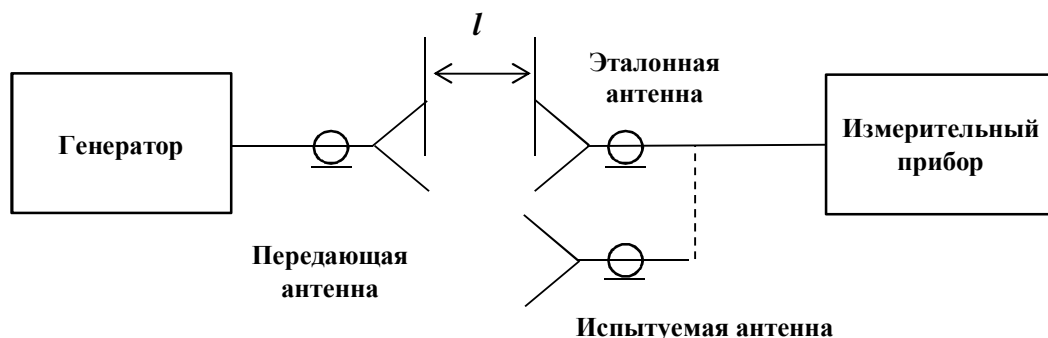 l
Эталонная
антенна
Генератор
Измерительный
прибор
Передающая
антенна
Испытуемая антенна